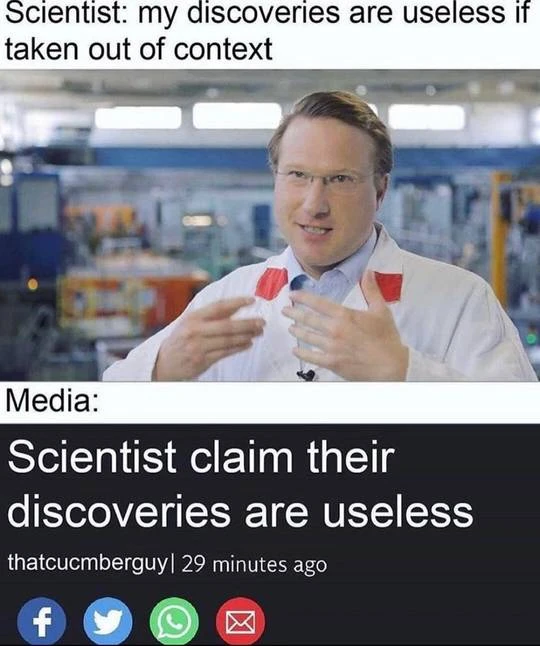 Scientist: my discoveries are useless if
taken out of context
Media:
Scientist claim their
discoveries are useless
thatcucmberguy| 29 minutes ago